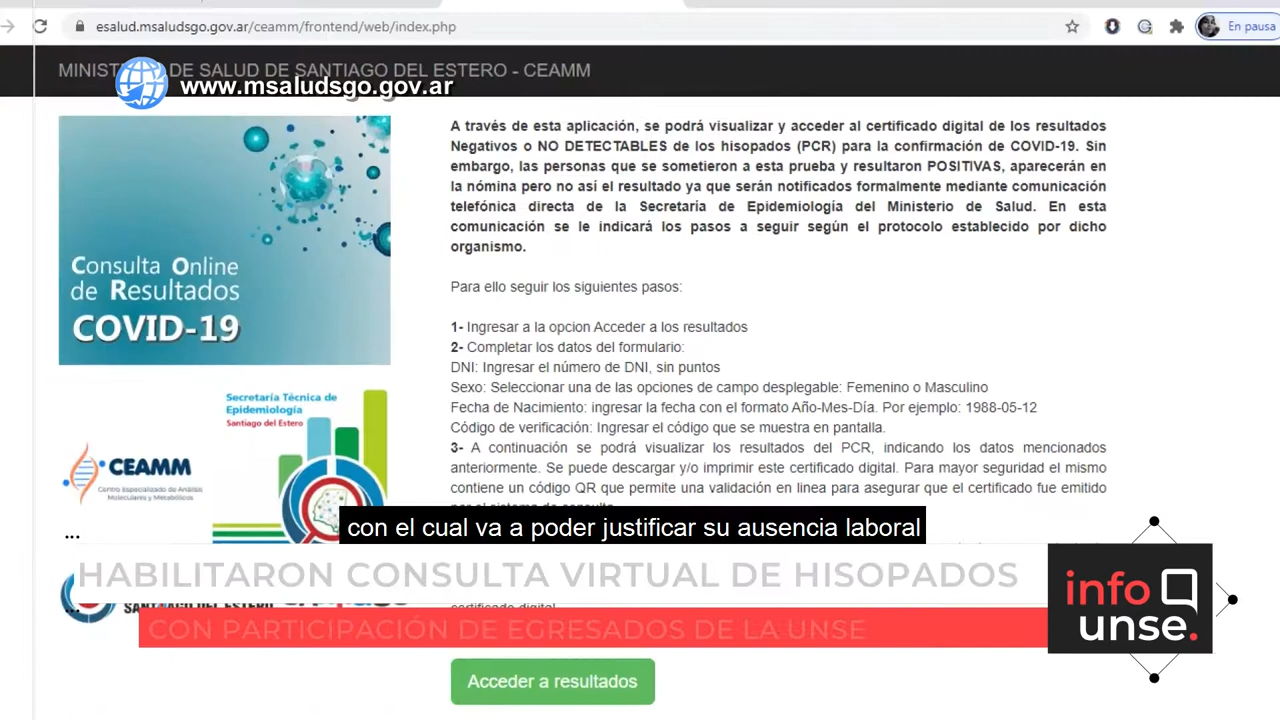 esalud.msaludsgo.gov.ar/ceamm/frontend/web/index.php
En pausa
MINIST DE SALUD DE SANTIAGO DEL ESTERO - CEAMM
www.msaludsgo.gov.ar
Consulta Online
de Resultados
COVID-19
Secretaría Técnica de
Epidemiología
Santiago del Estero
CEAMM
Centro Especializado de Análisis
Moleculares y Metabólicos
A través de esta aplicación, se podrá visualizar y acceder al certificado digital de los resultados
Negativos o NO DETECTABLES de los hisopados (PCR) para la confirmación de COVID-19. Sin
embargo, las personas que se sometieron a esta prueba y resultaron POSITIVAS, aparecerán en
la nómina pero no así el resultado ya que serán notificados formalmente mediante comunicación
telefónica directa de la Secretaría de Epidemiología del Ministerio de Salud. En esta
comunicación se le indicará los pasos a seguir según el protocolo establecido por dicho
organismo.
Para ello seguir los siguientes pasos:
1- Ingresar a la opcion Acceder a los resultados
2- Completar los datos del formulario:
DNI: Ingresar el número de DNI, sin puntos
Sexo: Seleccionar una de las opciones de campo desplegable: Femenino o Masculino
Fecha de Nacimiento: ingresar la fecha con el formato Año-Mes-Día. Por ejemplo: 1988-05-12
Código de verificación: Ingresar el código que se muestra en pantalla.
3- A continuación se podrá visualizar los resultados del PCR, indicando los datos mencionados
anteriormente. Se puede descargar y/o imprimir este certificado digital. Para mayor seguridad el mismo
contiene un código QR que permite una validación en linea para asegurar que el certificado fue emitido
con el cual va a poder justificar su ausencia laboral
HABILITARON CONSULTA VIRTUAL DE HISOPADOS
SANTIAGO DEL ESTERO
certificado digital
CON PARTICIPACIÓN DE EGRESADOS DE LA UNSE
info
unse.
Acceder a resultados